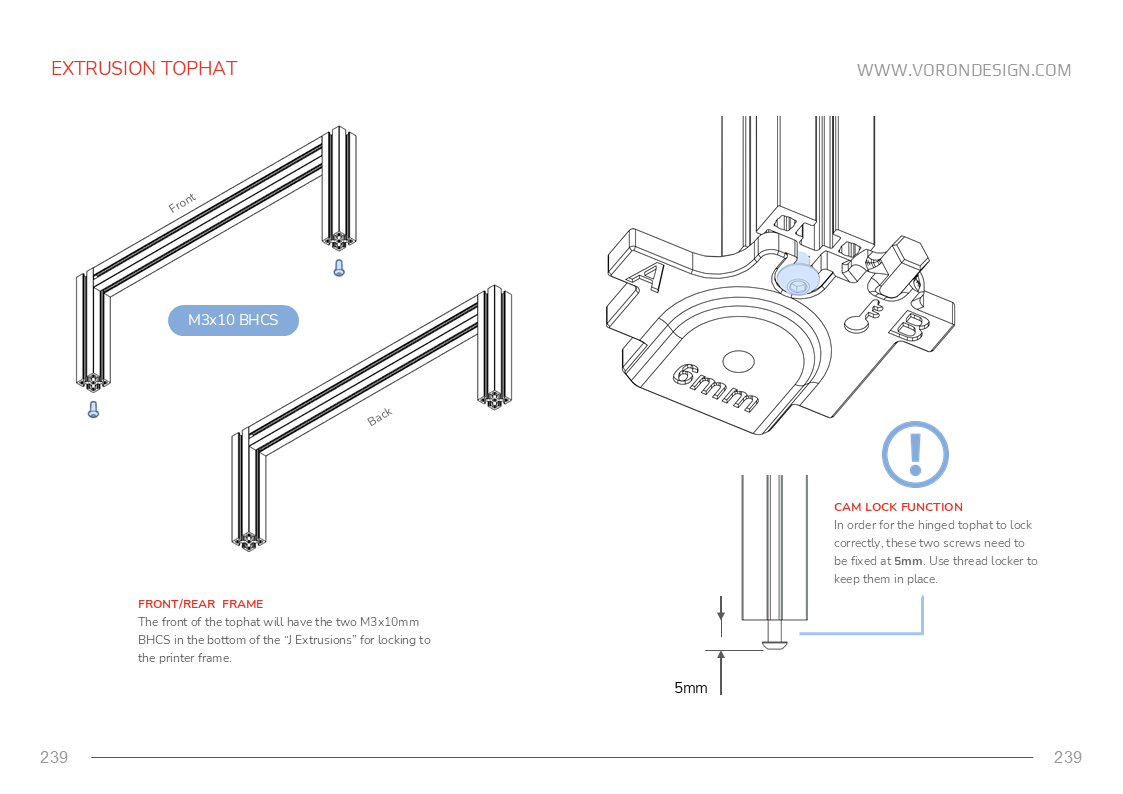 EXTRUSION TOPHAT
WWW.VORONDESIGN.COM
Front
M3x10 BHCS
Back
FRONT/REAR FRAME
The front of the tophat will have the two M3x10mm
BHCS in the bottom of the “J Extrusions” for locking to
the printer frame.
A
B
6mm
CAM LOCK FUNCTION
In order for the hinged tophat to lock
correctly, these two screws need to
be fixed at 5mm. Use thread locker to
keep them in place.
5mm
239
239